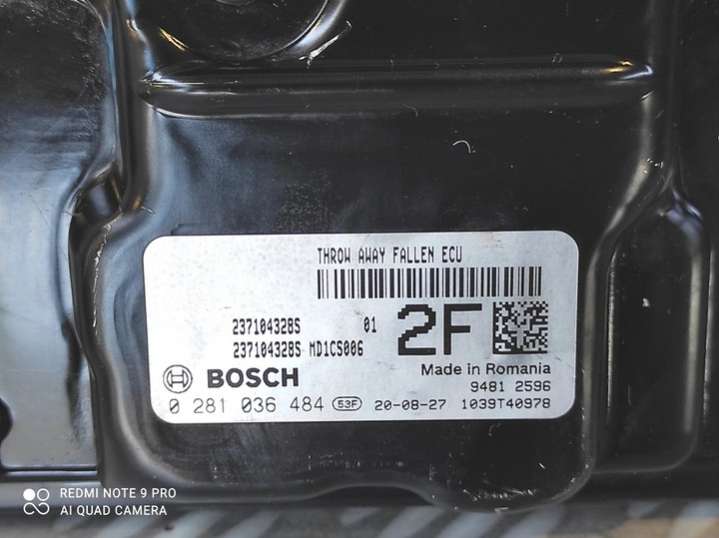 THROW AWAY FALLEN ECU
237104328S 01
237104328S MD1CS006
2F
Made in Romania
BOSCH
9481 2596
0 281 036 484 53F 20-08-27 1039T40978
REDMI NOTE 9 PRO
AI QUAD CAMERA